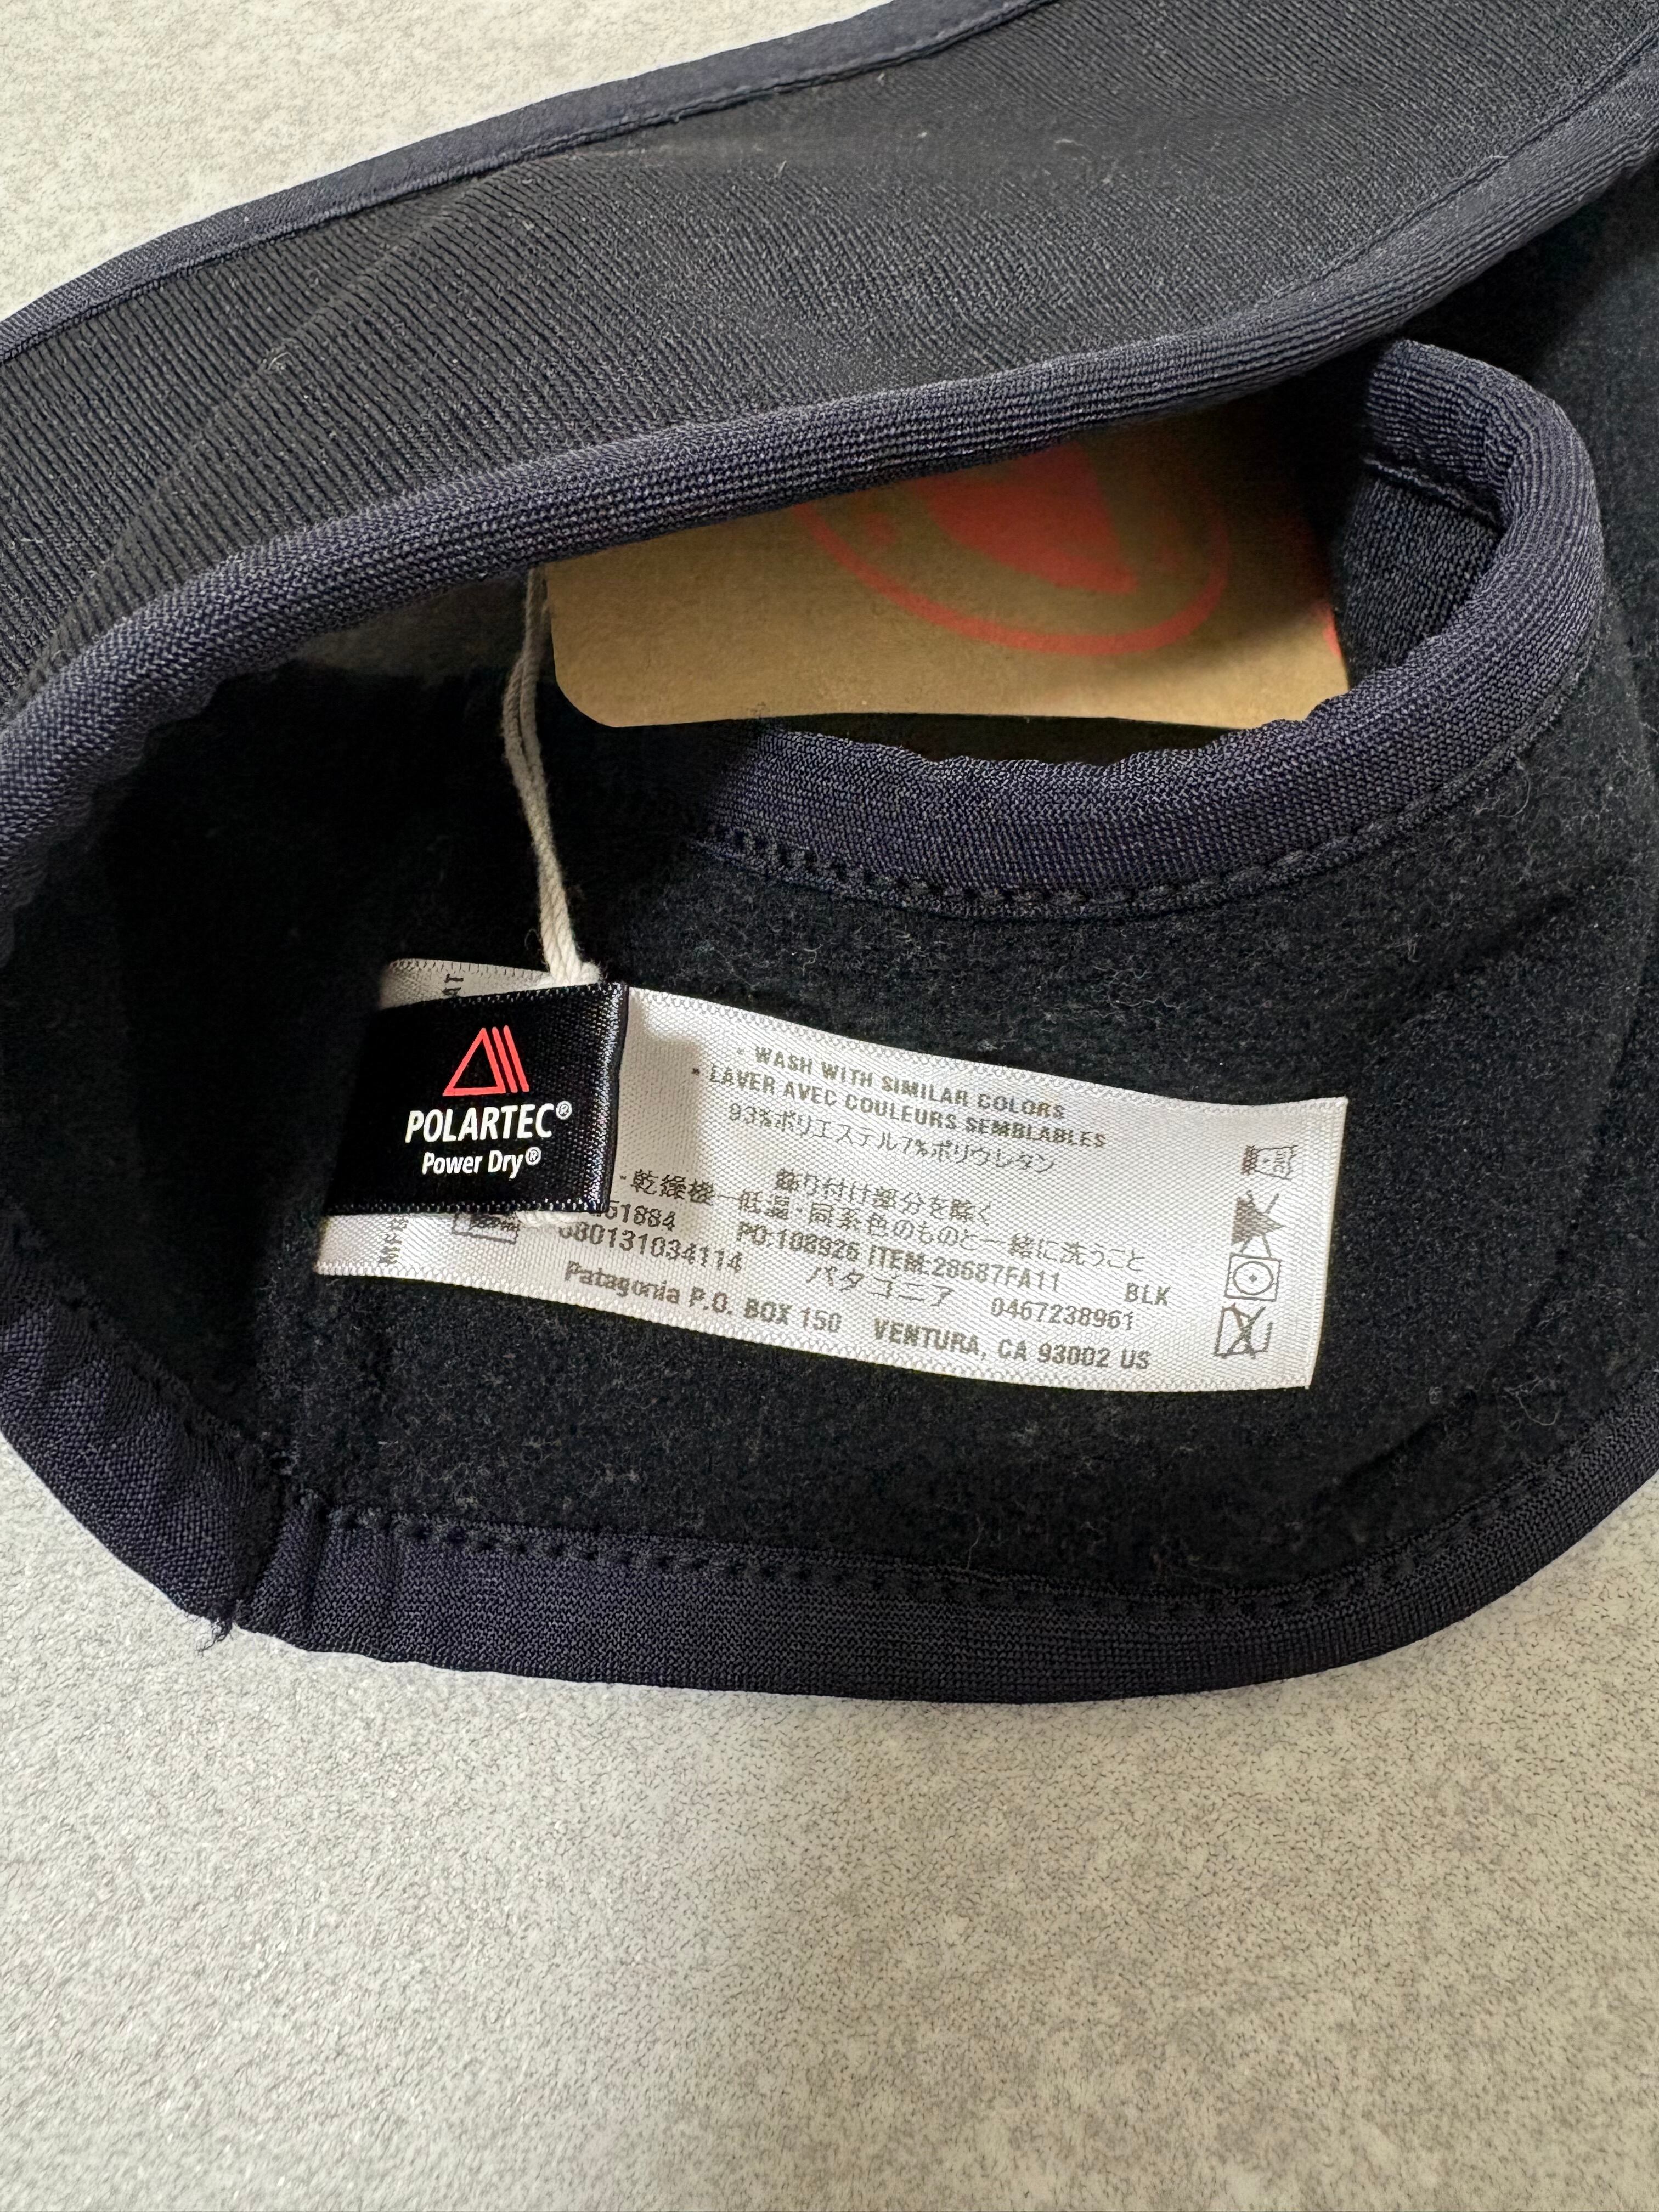 POLARTEC®
Power Dry®
- WASH WITH SIMILAR COLORS
- LAVER AVEC COULEURS SEMBLABLES
93%ポリエステル7%ポリウレタン
飾り付け部分を除く
-乾燥機―低温・同系色のものと一緒に洗うこと
51884 PO:108926 ITEM:28687FA11 BLK
680131034114 パタゴニア 0467238961
Patagonia P.O. BOX 150 VENTURA, CA 93002 US